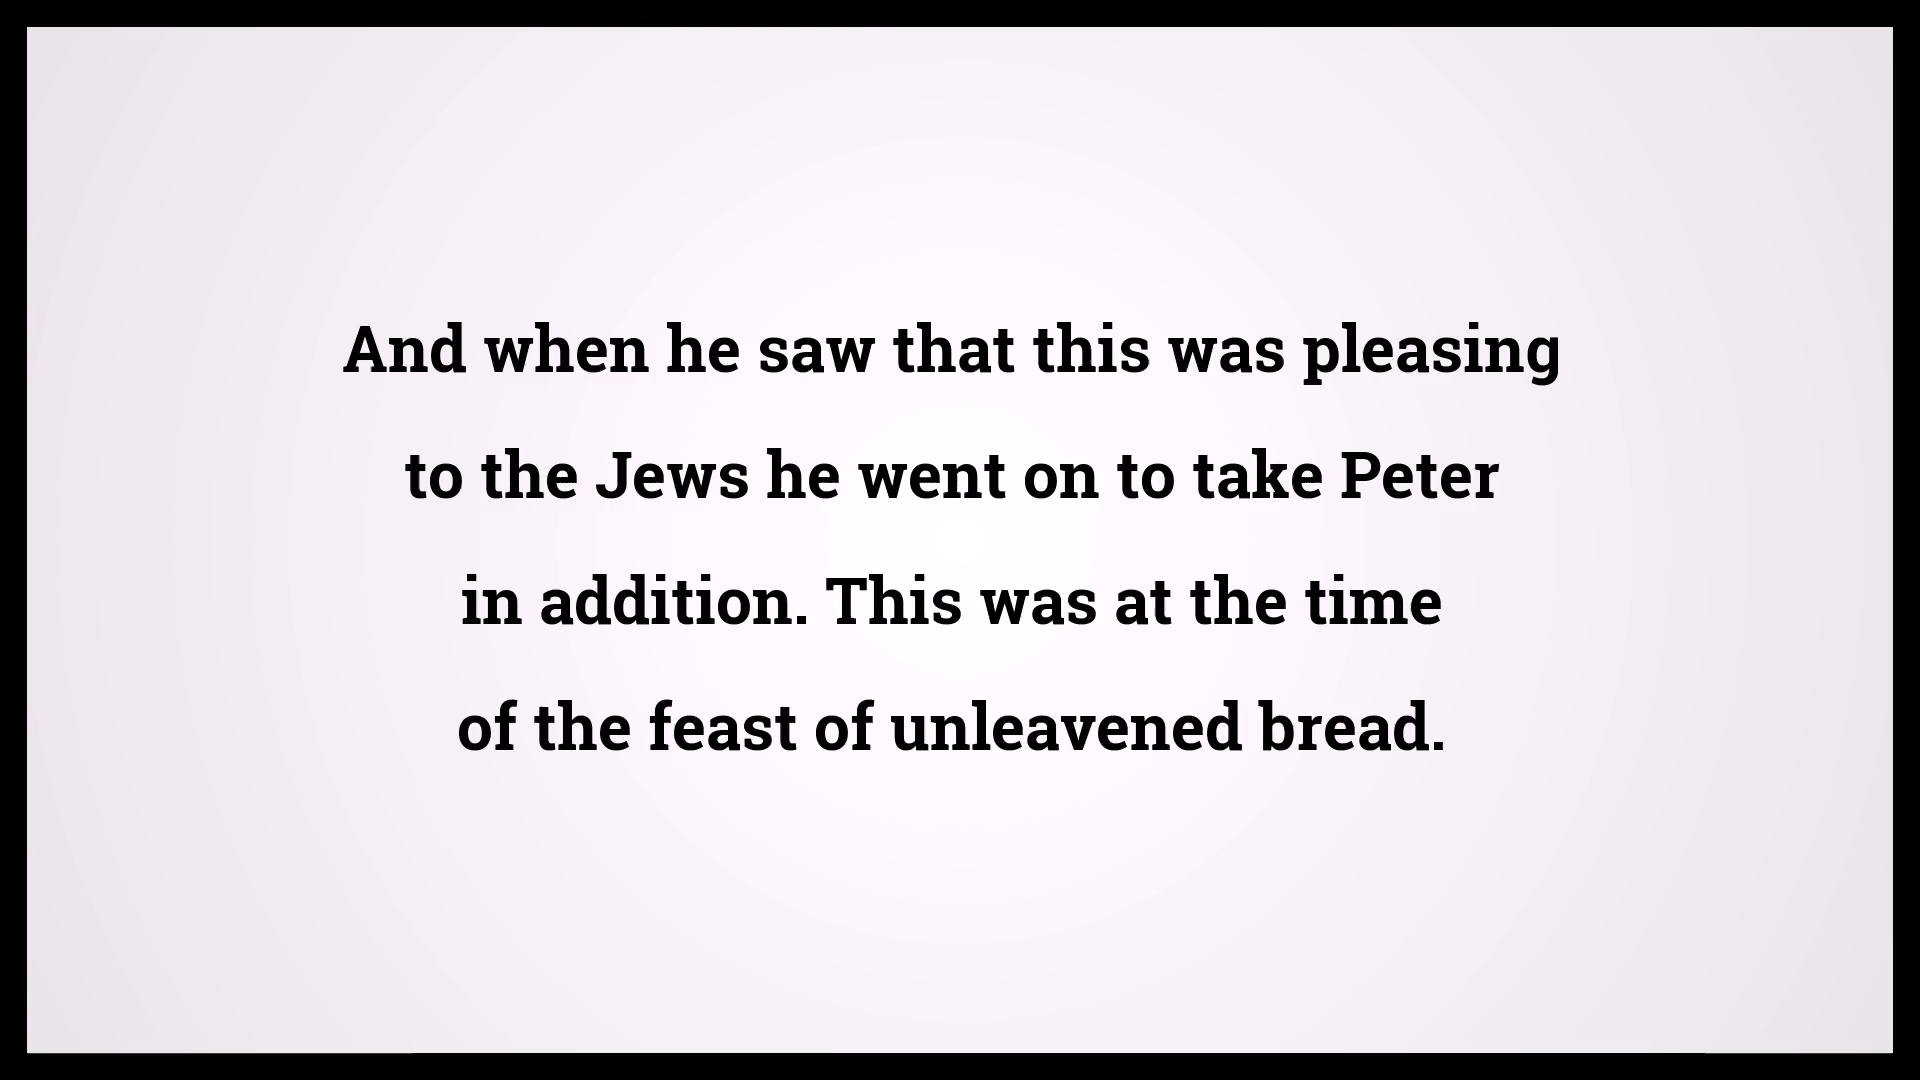 And when he saw that this was pleasing
to the Jews he went on to take Peter
in addition. This was at the time
of the feast of unleavened bread.